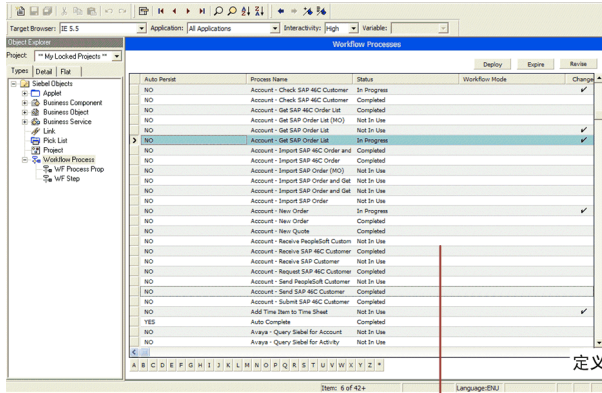 Target Browser: IE 5.5 Application: All Applications Interactivity: High Variable:
Object Explorer
Workflow Processes
Project: ** My Locked Projects **
Deploy Expire Revise
Types Detail Flat
Siebel Objects
Applet
Business Component
Business Object
Business Service
Link
Pick List
Project
Workflow Process
WF Process Prop
WF Step
Auto Persist Process Name Status Workflow Mode Change
NO Account - Check SAP 46C Customer In Progress ✓
NO Account - Check SAP 46C Customer Completed
NO Account - Get SAP 46C Order List Completed
NO Account - Get SAP Order List (MO) Not In Use
NO Account - Get SAP Order List Not In Use ✓
NO Account - Get SAP Order List In Progress ✓
NO Account - Import SAP 46C Order and Completed
NO Account - Import SAP 46C Order Completed
NO Account - Import SAP Order (MO) Not In Use
NO Account - Import SAP Order and Get Not In Use
NO Account - Import SAP Order and Get Not In Use
NO Account - Import SAP Order Not In Use
NO Account - New Order In Progress ✓
NO Account - New Order Completed
NO Account - New Quote Completed
NO Account - Receive PeopleSoft Custom Not In Use
NO Account - Receive SAP 46C Customer Completed
NO Account - Receive SAP Customer Not In Use
NO Account - Request SAP 46C Customer Completed
NO Account - Send PeopleSoft Customer Not In Use
NO Account - Send SAP 46C Customer Completed
NO Account - Submit SAP 46C Customer Completed
NO Add Time Item to Time Sheet Not In Use ✓
YES Auto Complete Completed
NO Avaya - Query Siebel for Account Not In Use
NO Avaya - Query Siebel for Activity Not In Use
A B C D E F G H I J K L M N O P Q R S T U V W X Y Z *
定义
Item: 6 of 42+ Language:ENU